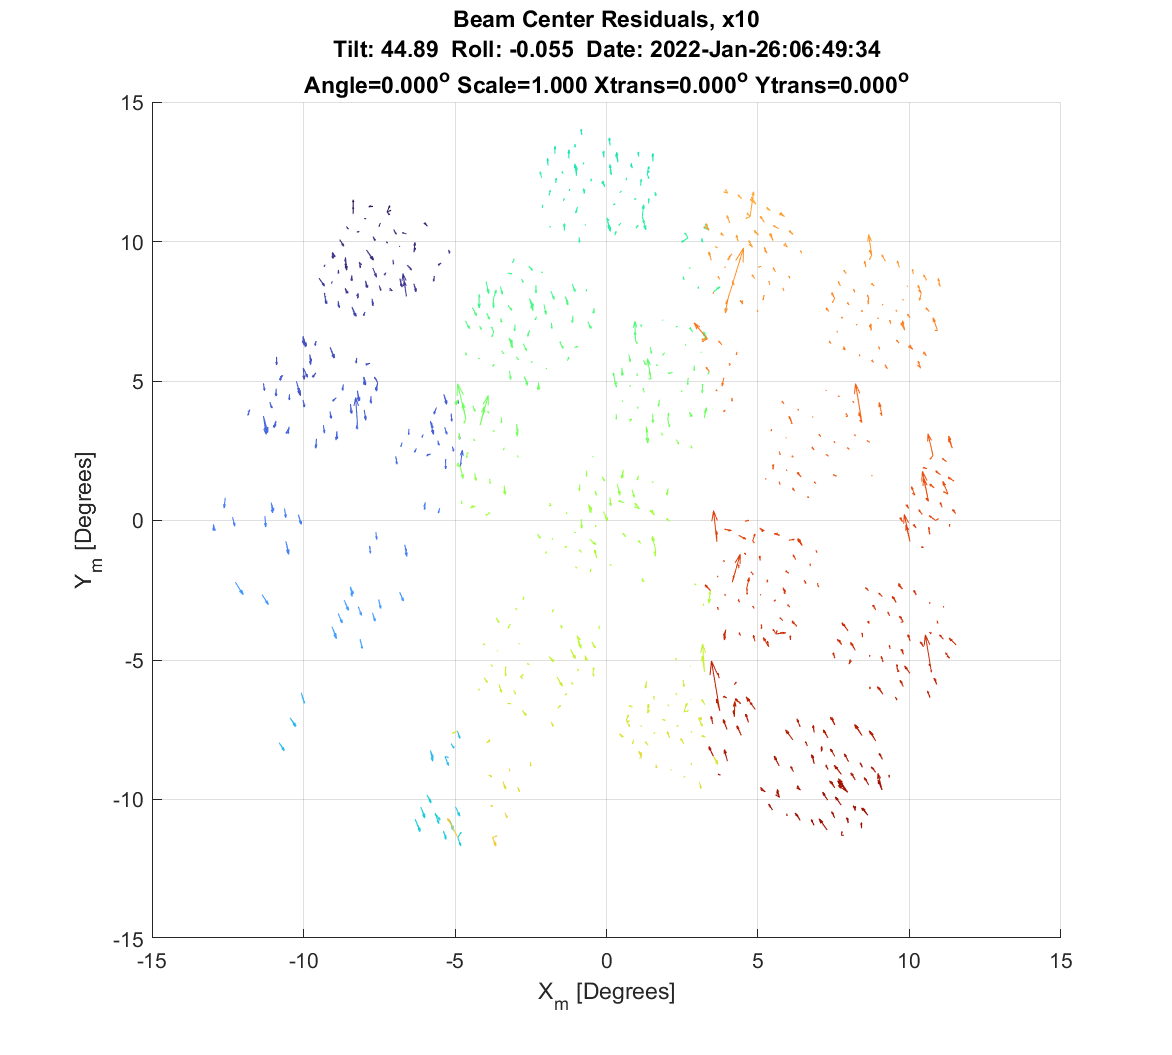 Beam Center Residuals, x10
Tilt: 44.89 Roll: -0.055 Date: 2022-Jan-26:06:49:34
Angle=0.000° Scale=1.000 Xtrans=0.000° Ytrans=0.000°
15
10
5
0
-5
-10
-15
Y_m [Degrees]
-15 -10 -5 0 5 10 15
X_m [Degrees]